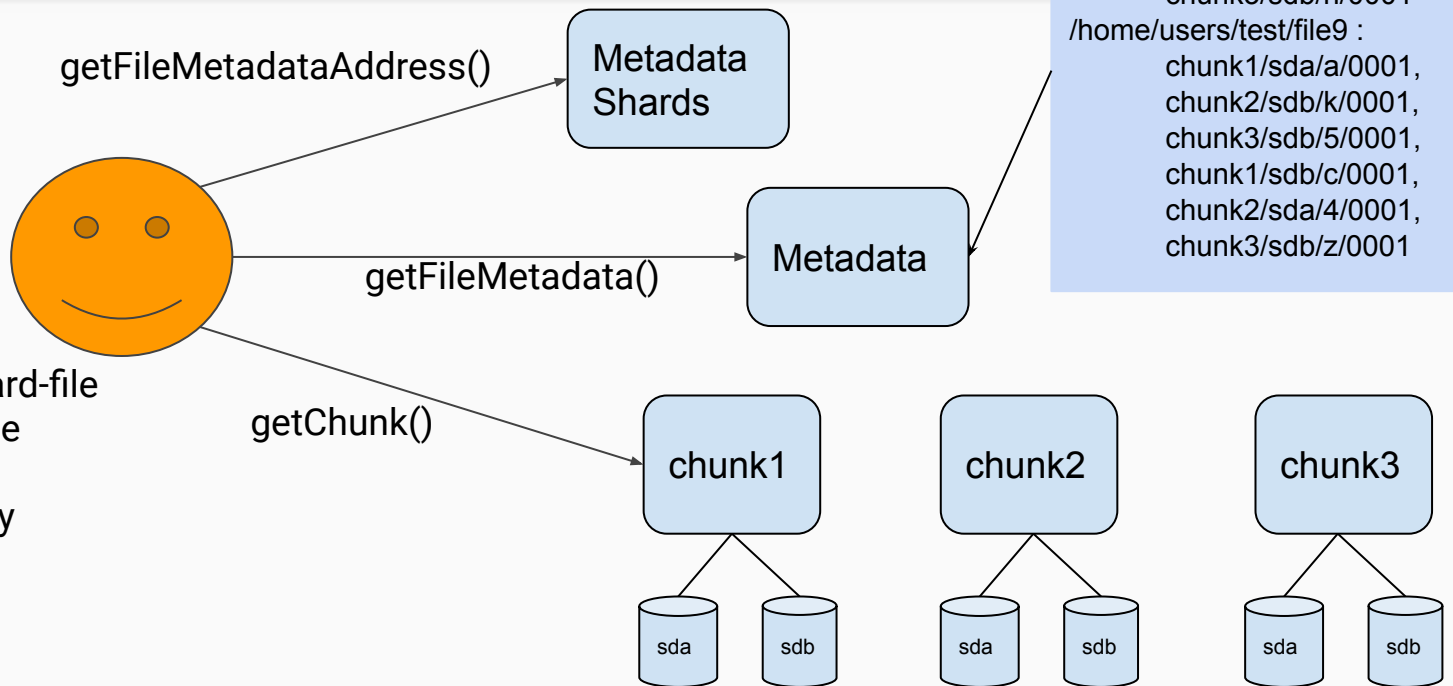 getFileMetadataAddress()
Metadata
Shards
/home/users/test/file9 :
chunk1/sda/a/0001,
chunk2/sdb/k/0001,
chunk3/sdb/5/0001,
chunk1/sdb/c/0001,
chunk2/sda/4/0001,
chunk3/sdb/z/0001
getFileMetadata()
Metadata
ard-file
e
y
getChunk()
chunk1
chunk2
chunk3
sda
sdb
sda
sdb
sda
sdb